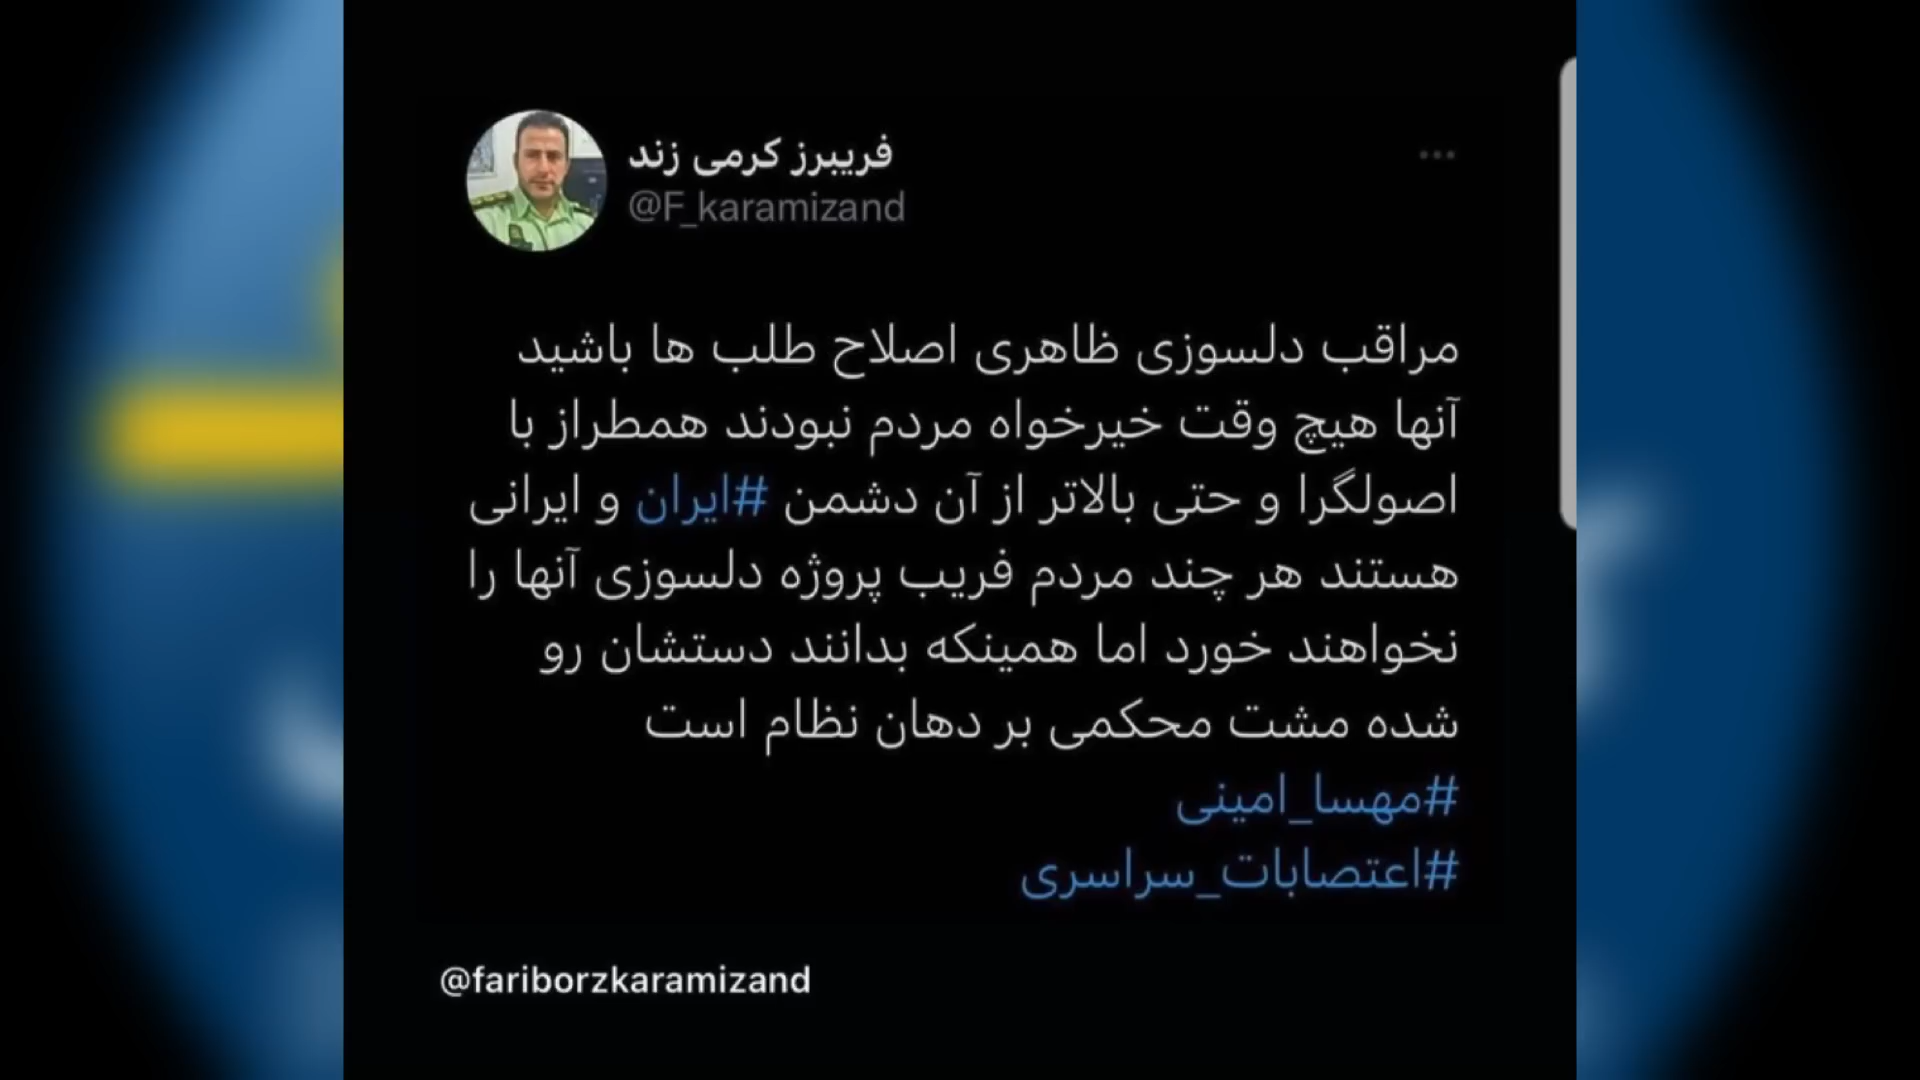 فریبرز کرمی زند
@F_karamizand
مراقب دلسوزی ظاهری اصلاح طلب ها باشید
آنها هیچ وقت خیرخواه مردم نبودند همطراز با
اصولگرا و حتی بالاتر از آن دشمن #ایران و ایرانی
هستند هر چند مردم فریب پروژه دلسوزی آنها را
نخواهند خورد اما همینکه بدانند دستشان رو
شده مشت محکمی بر دهان نظام است
#مهسا_امینی
#اعتصابات_سراسری
@fariborzkaramizand